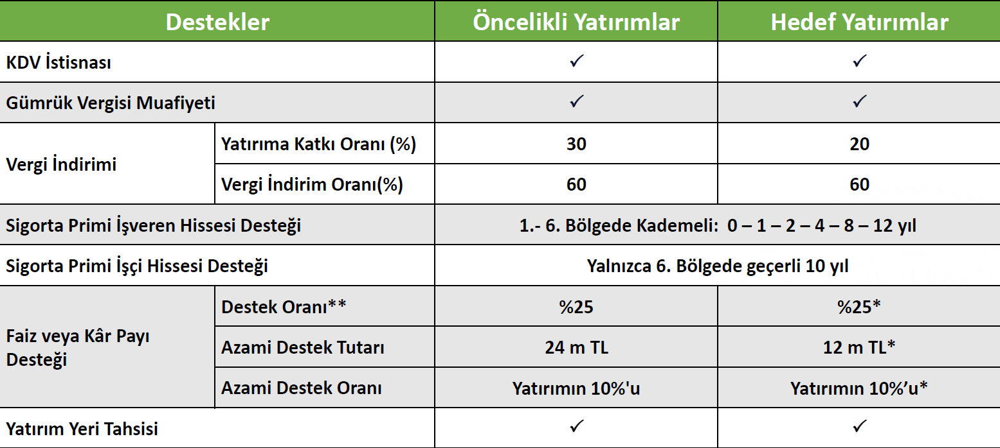 Destekler Öncelikli Yatırımlar Hedef Yatırımlar
KDV İstisnası ✓ ✓
Gümrük Vergisi Muafiyeti ✓ ✓
Vergi İndirimi
Yatırıma Katkı Oranı (%) 30 20
Vergi İndirim Oranı(%) 60 60
Sigorta Primi İşveren Hissesi Desteği 1.- 6. Bölgede Kademeli: 0 – 1 – 2 – 4 – 8 – 12 yıl
Sigorta Primi İşçi Hissesi Desteği Yalnızca 6. Bölgede geçerli 10 yıl
Faiz veya Kâr Payı
Desteği
Destek Oranı** %25 %25*
Azami Destek Tutarı 24 m TL 12 m TL*
Azami Destek Oranı Yatırımın 10%'u Yatırımın 10%’u*
Yatırım Yeri Tahsisi ✓ ✓